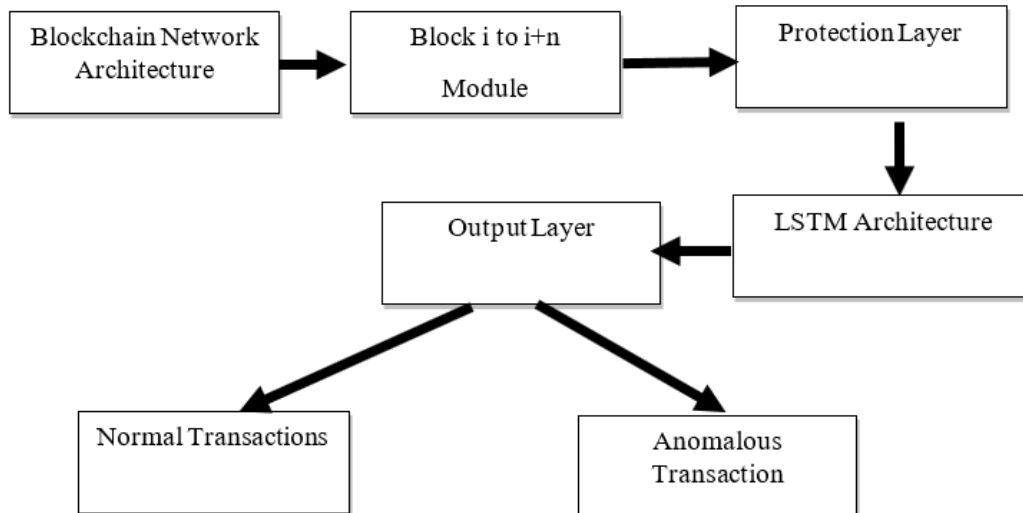 Blockchain Network
Architecture
Block i to i+n
Module
Protection Layer
LSTM Architecture
Output Layer
Normal Transactions
Anomalous
Transaction